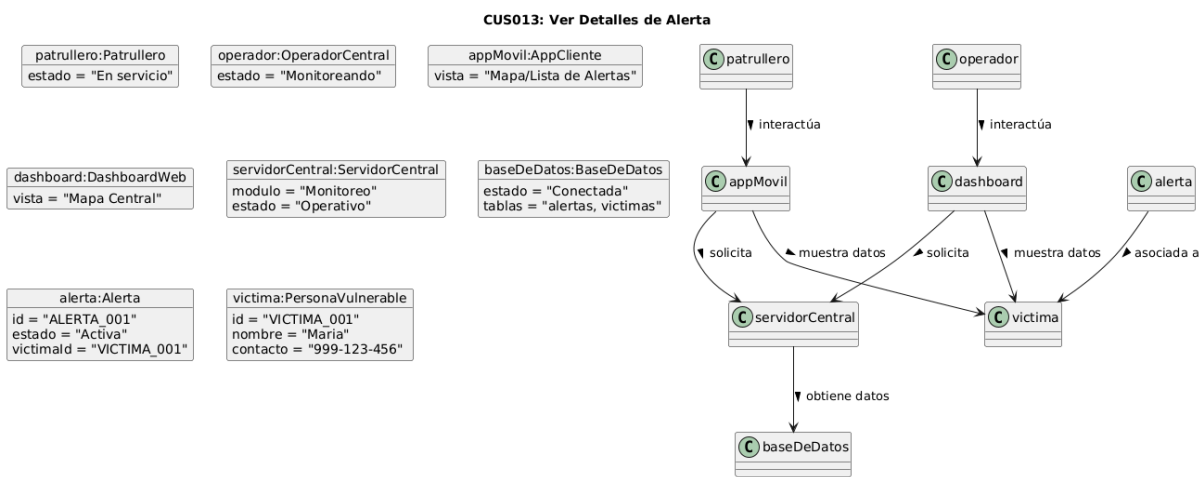 CUS013: Ver Detalles de Alerta
patrullero:Patrullero
estado = "En servicio"
operador:OperadorCentral
estado = "Monitoreando"
appMovil:AppCliente
vista = "Mapa/Lista de Alertas"
C patrullero
C operador
interactúa
interactúa
dashboard:DashboardWeb
vista = "Mapa Central"
servidorCentral:ServidorCentral
modulo = "Monitoreo"
estado = "Operativo"
baseDeDatos:BaseDeDatos
estado = "Conectada"
tablas = "alertas, victimas"
C appMovil
C dashboard
C alerta
solicita
muestra datos
solicita
muestra datos
asociada a
alerta:Alerta
id = "ALERTA_001"
estado = "Activa"
victimaId = "VICTIMA_001"
victima:PersonaVulnerable
id = "VICTIMA_001"
nombre = "Maria"
contacto = "999-123-456"
C servidorCentral
C victima
obtiene datos
C baseDeDatos